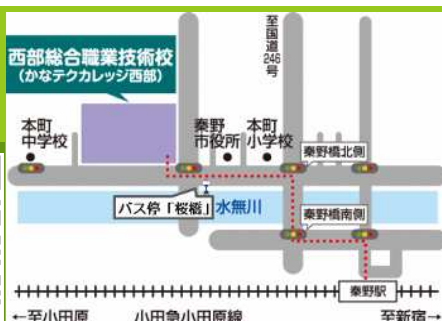 西部総合職業技術校
(かなテクカレッジ西部)
至国道246号
本町
中学校
秦野
市役所
本町
小学校
秦野橋北側
バス停「桜橋」
水無川
秦野橋南側
秦野駅
←至小田原
小田急小田原線
至新宿→